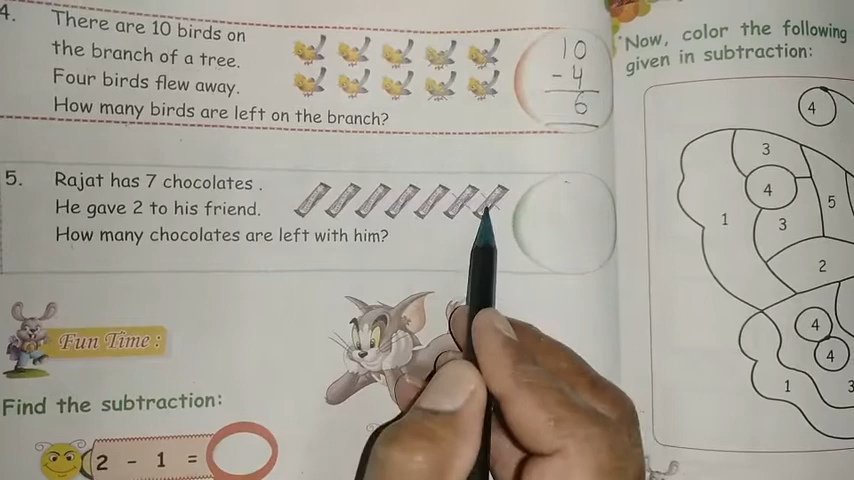 4. There are 10 birds on
the branch of a tree.
Four birds flew away.
How many birds are left on the branch?
10
- 4
6
5. Rajat has 7 chocolates .
He gave 2 to his friend.
How many chocolates are left with him?
Fun Time :
Find the subtraction:
2 - 1 =
Now, color the following
given in subtraction:
4
3
4
5
1
3
2
4
4
1
3